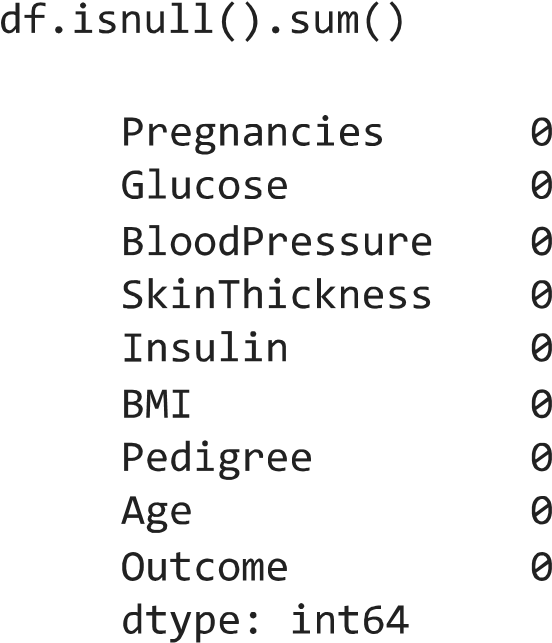 df.isnull().sum()
Pregnancies 0
Glucose 0
BloodPressure 0
SkinThickness 0
Insulin 0
BMI 0
Pedigree 0
Age 0
Outcome 0
dtype: int64